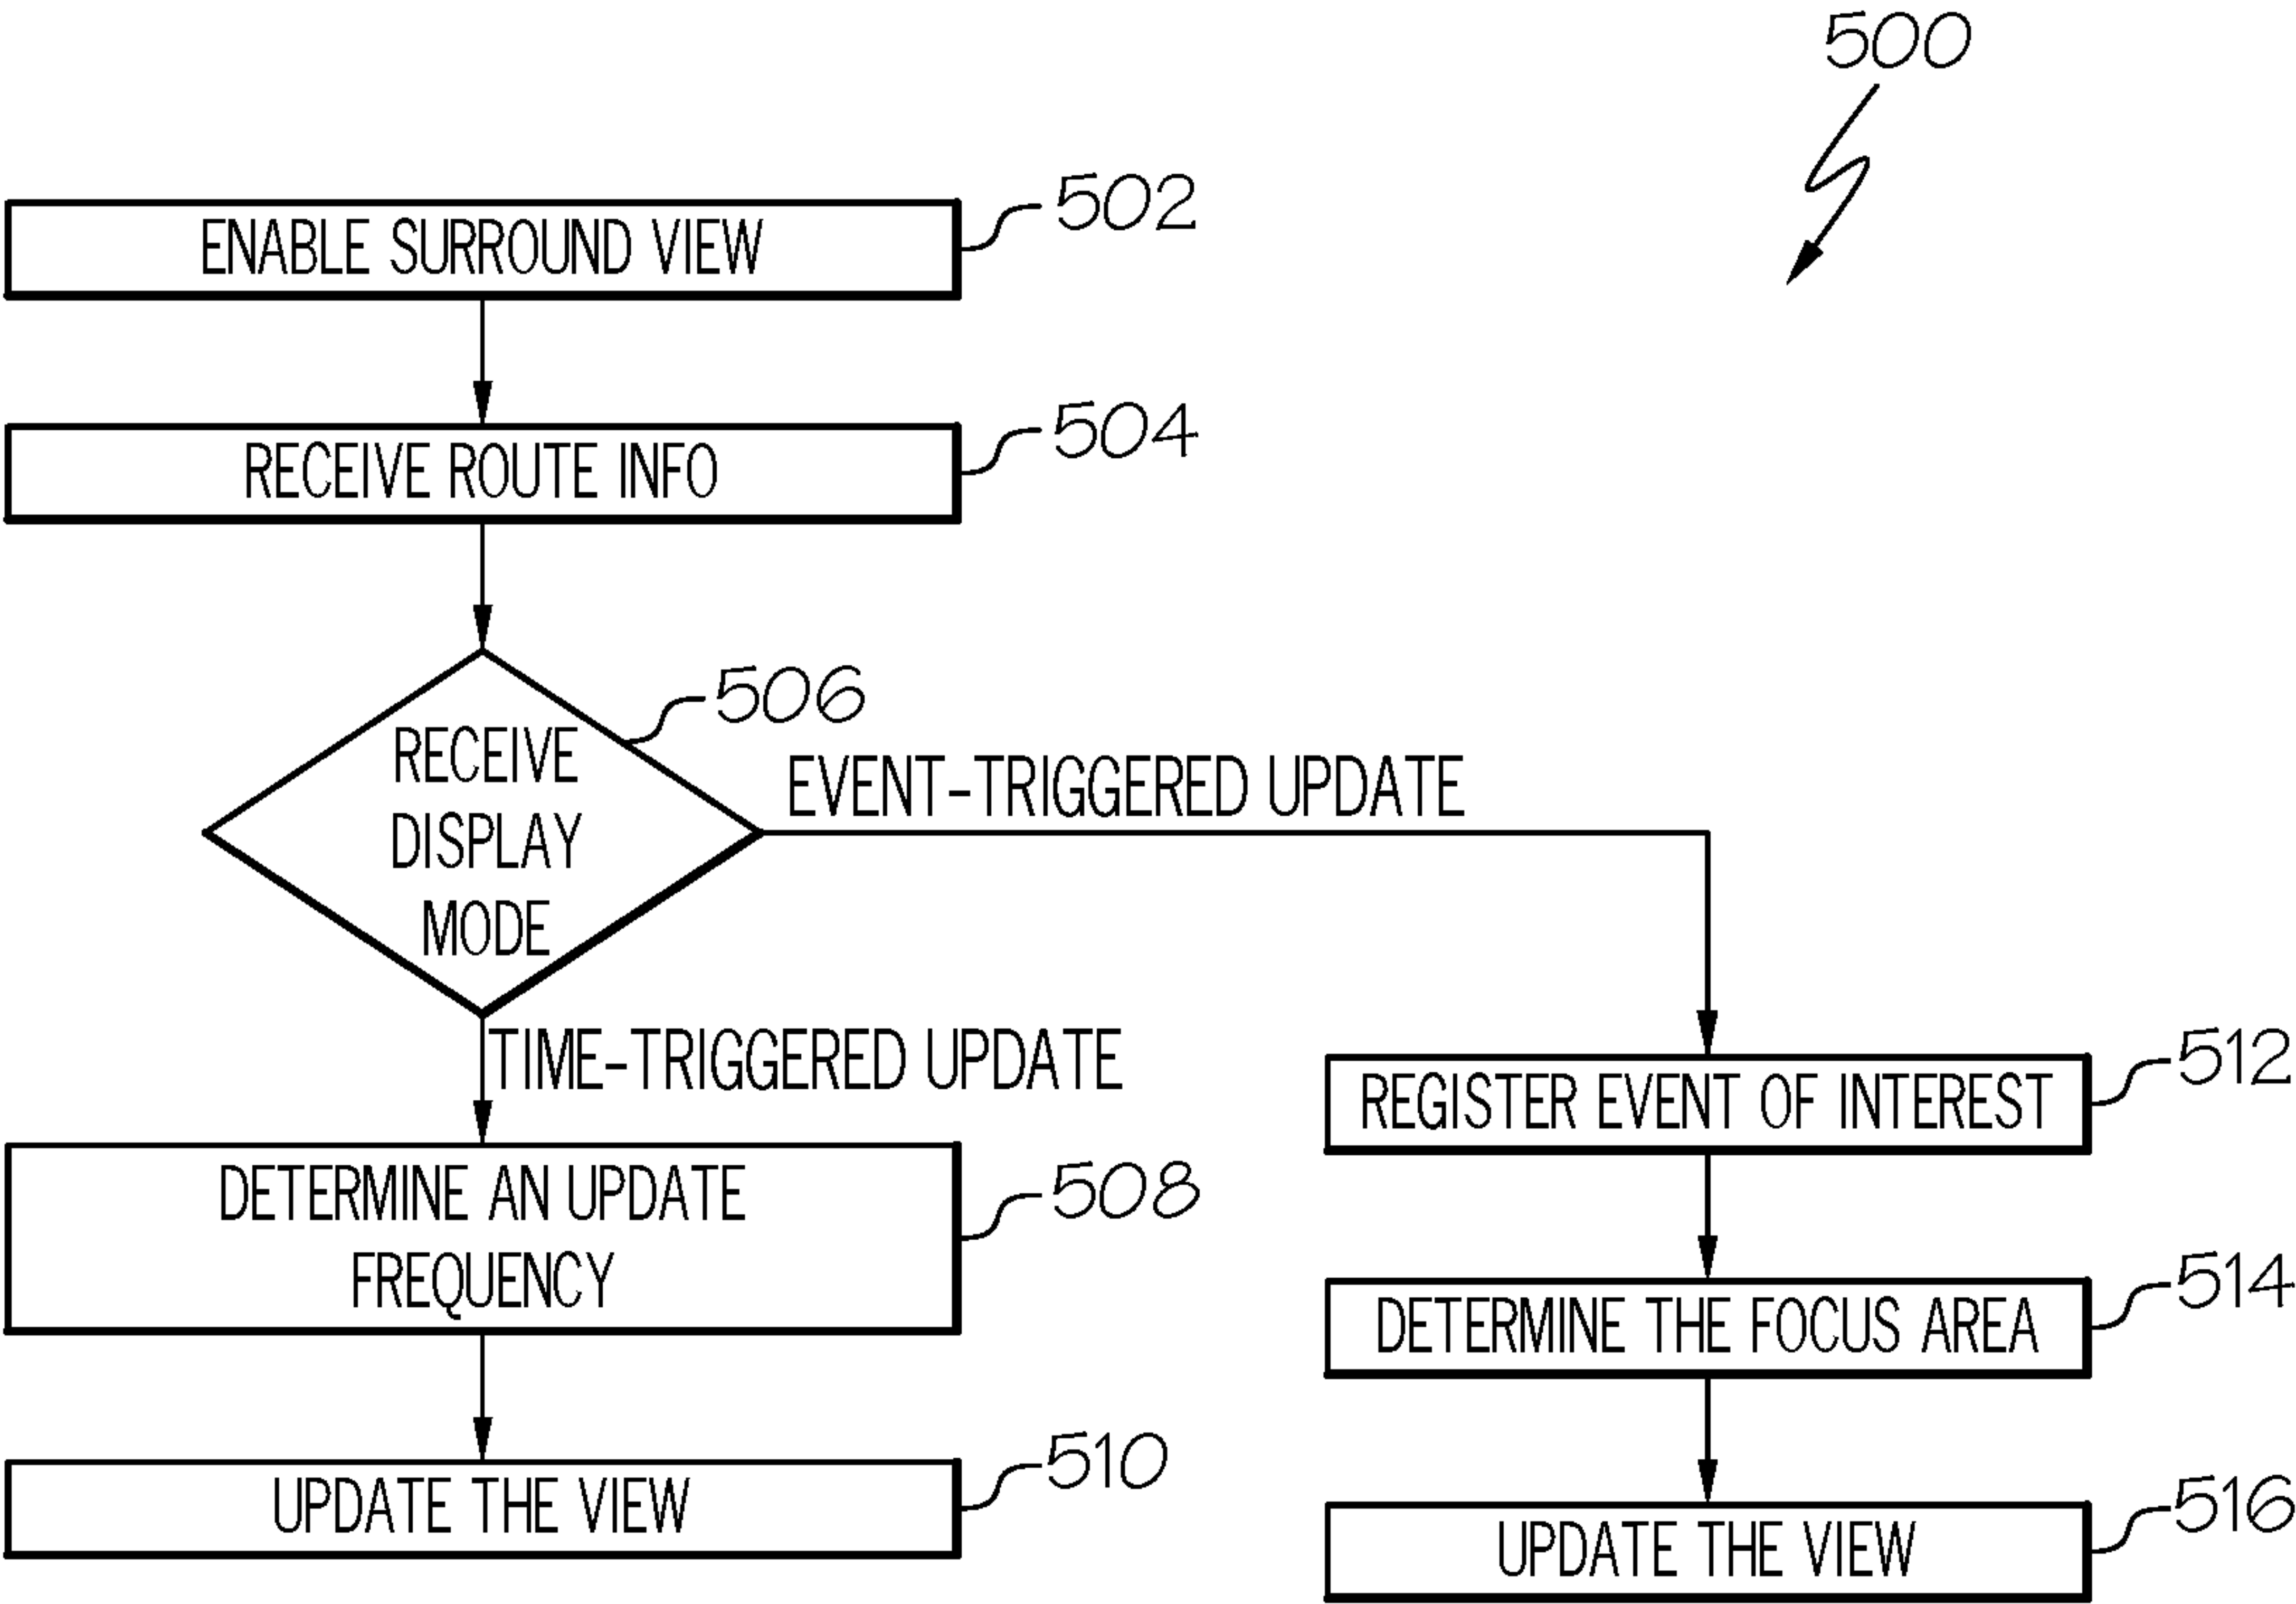 500
ENABLE SURROUND VIEW
502
RECEIVE ROUTE INFO
504
RECEIVE
DISPLAY
MODE
506
EVENT-TRIGGERED UPDATE
TIME-TRIGGERED UPDATE
DETERMINE AN UPDATE
FREQUENCY
508
UPDATE THE VIEW
510
REGISTER EVENT OF INTEREST
512
DETERMINE THE FOCUS AREA
514
UPDATE THE VIEW
516